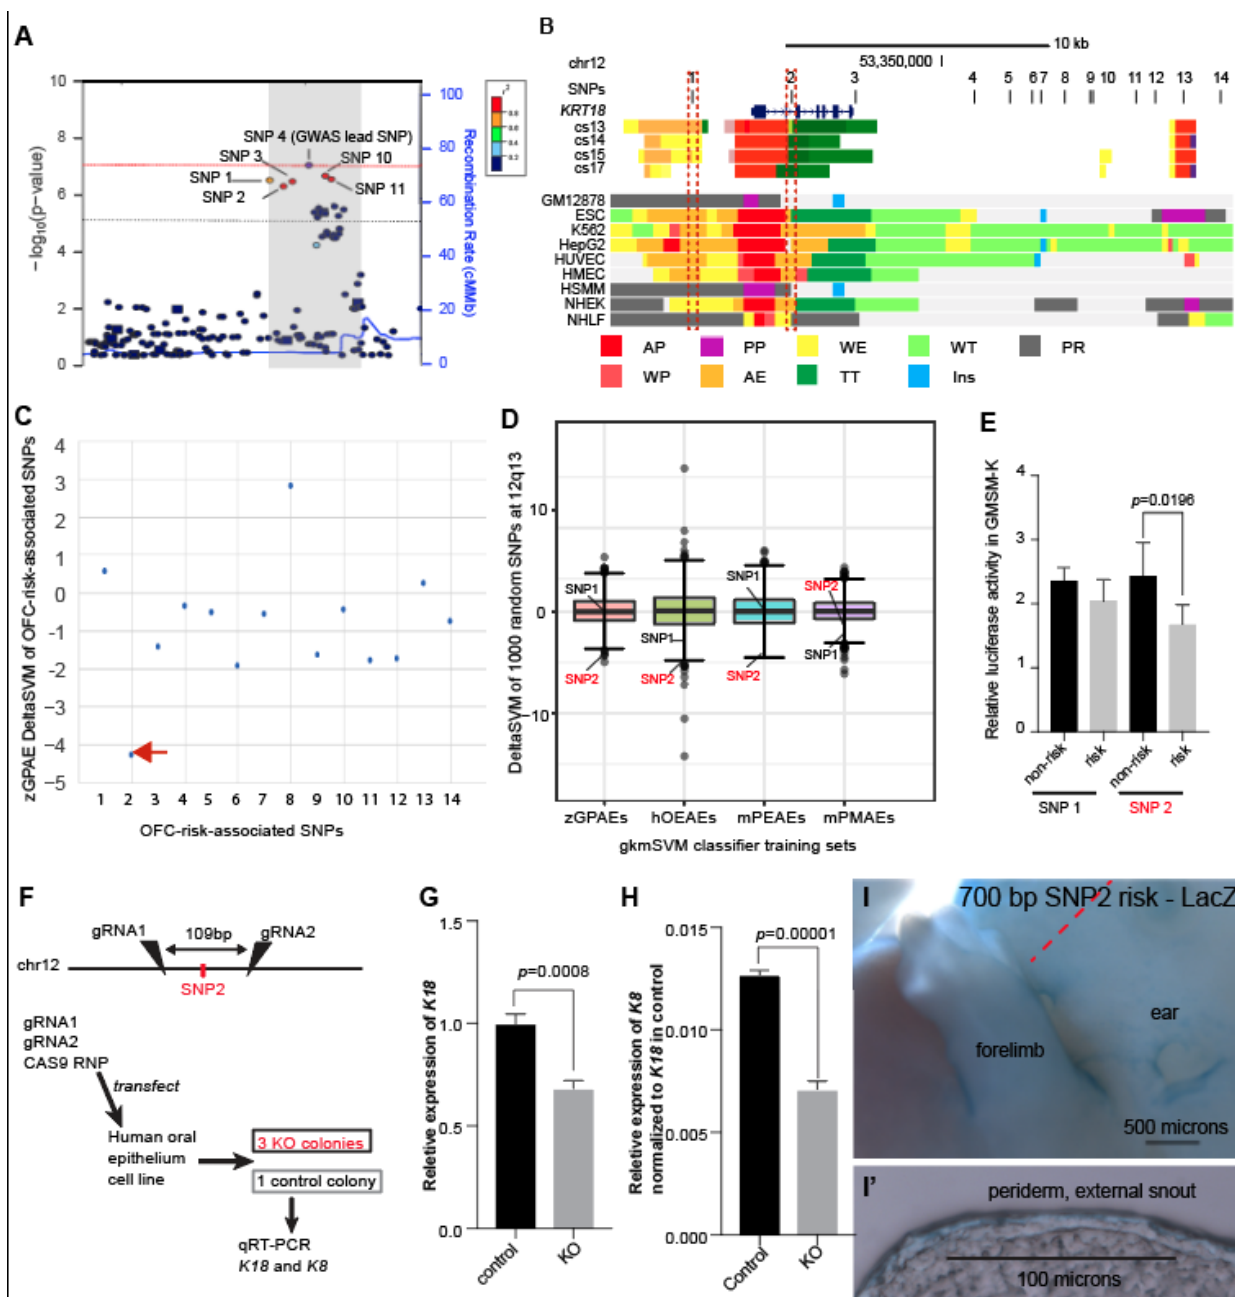 A
10
8
6
4
2
0
−log10(p-value)
100
80
60
40
20
0
Recombination Rate (cMMb)
r2
0.8
0.6
0.4
0.2
SNP 4 (GWAS lead SNP)
SNP 3
SNP 10
SNP 1
SNP 2
SNP 11
B
10 kb
chr12
53,350,000
SNPs
1 2 3 4 5 67 8 9 10 11 12 13 14
KRT18
cs13
cs14
cs15
cs17
GM12878
ESC
K562
HepG2
HUVEC
HMEC
HSMM
NHEK
NHLF
AP PP WE WT PR
WP AE TT Ins
C
zGPAE DeltaSVM of OFC-risk-associated SNPs
4
3
2
1
0
−1
−2
−3
−4
−5
1 2 3 4 5 6 7 8 9 10 11 12 13 14
OFC-risk-associated SNPs
D
DeltaSVM of 1000 random SNPs at 12q13
10
0
−10
SNP1
SNP2
SNP1
SNP2
SNP1
SNP2
SNP2
SNP1
zGPAEs hOEAEs mPEAEs mPMAEs
gkmSVM classifier training sets
E
Relative luciferase activity in GMSM-K
4
3
2
1
0
p=0.0196
non-risk
risk
non-risk
risk
SNP 1
SNP 2
F
gRNA1
109bp
gRNA2
chr12
SNP2
gRNA1
gRNA2
CAS9 RNP
transfect
Human oral
epithelium
cell line
3 KO colonies
1 control colony
qRT-PCR
K18 and K8
G
Reletive expression of K18
1.5
1.0
0.5
0.0
p=0.0008
control
KO
H
Relative expression of K8
normalized to K18 in control
0.015
0.010
0.005
0.000
p=0.00001
Control
KO
I
700 bp SNP2 risk - LacZ
ear
forelimb
500 microns
I'
periderm, external snout
100 microns